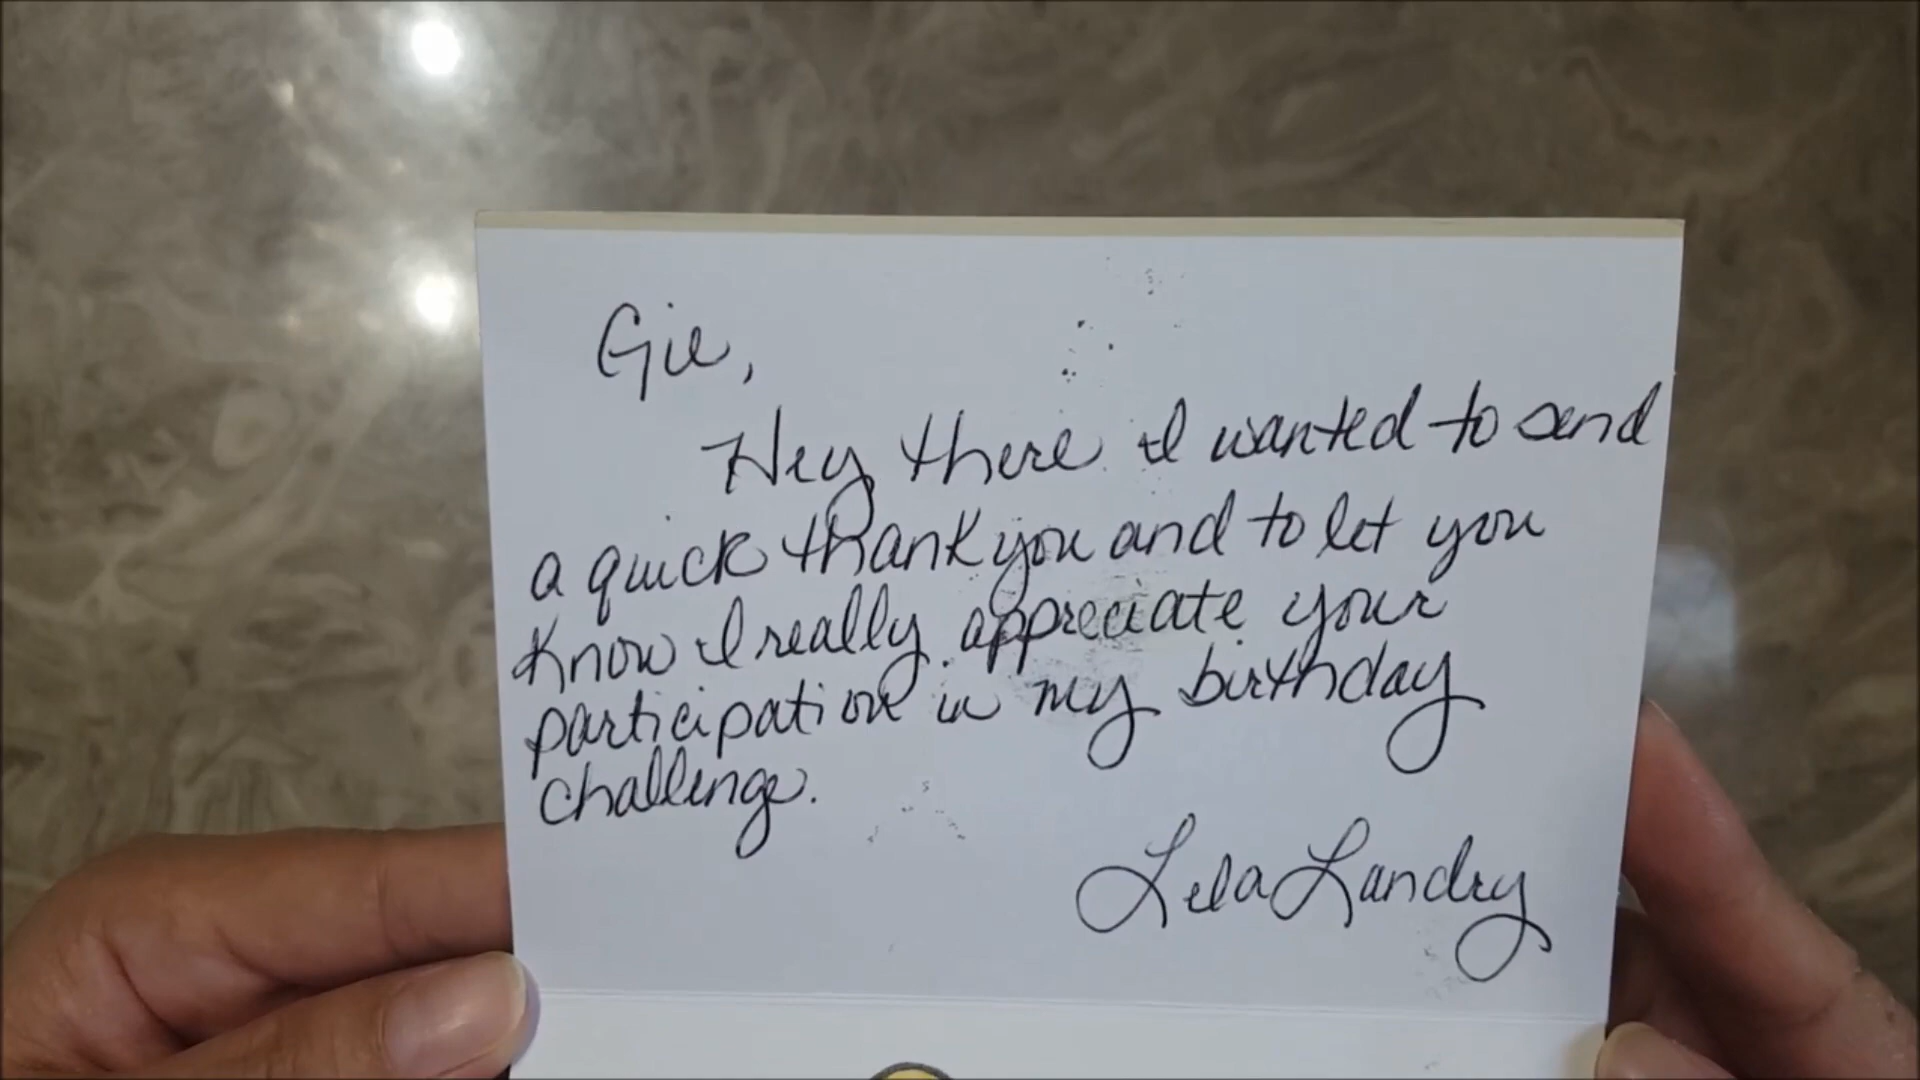 Gie,
Hey there I wanted to send
a quick thank you and to let you
know I really appreciate your
participation in my birthday
challenge.
Lela Landry